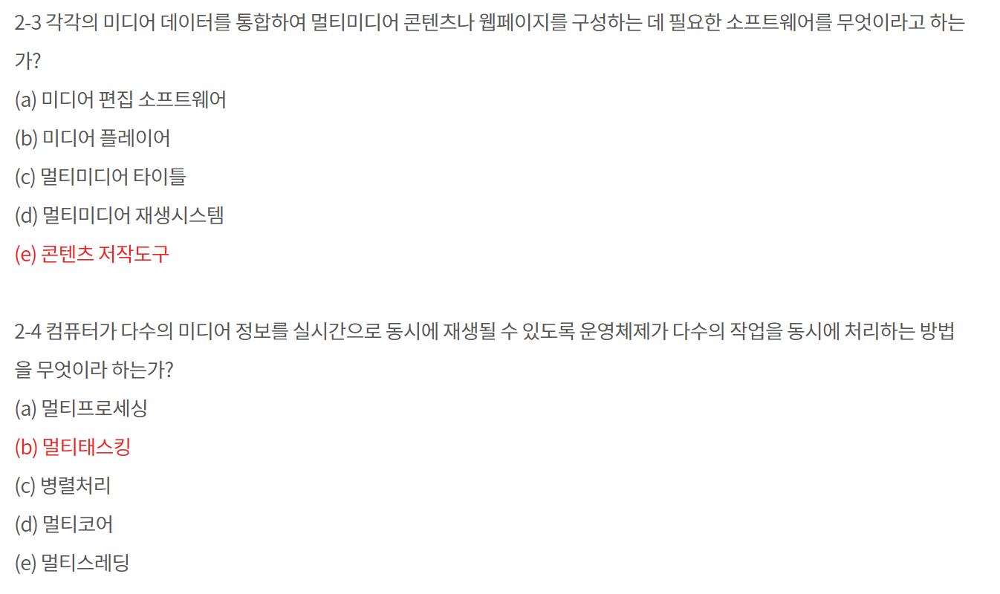 2-3 각각의 미디어 데이터를 통합하여 멀티미디어 콘텐츠나 웹페이지를 구성하는 데 필요한 소프트웨어를 무엇이라고 하는
가?
(a) 미디어 편집 소프트웨어
(b) 미디어 플레이어
(c) 멀티미디어 타이틀
(d) 멀티미디어 재생시스템
(e) 콘텐츠 저작도구
2-4 컴퓨터가 다수의 미디어 정보를 실시간으로 동시에 재생될 수 있도록 운영체제가 다수의 작업을 동시에 처리하는 방법
을 무엇이라 하는가?
(a) 멀티프로세싱
(b) 멀티태스킹
(c) 병렬처리
(d) 멀티코어
(e) 멀티스레딩